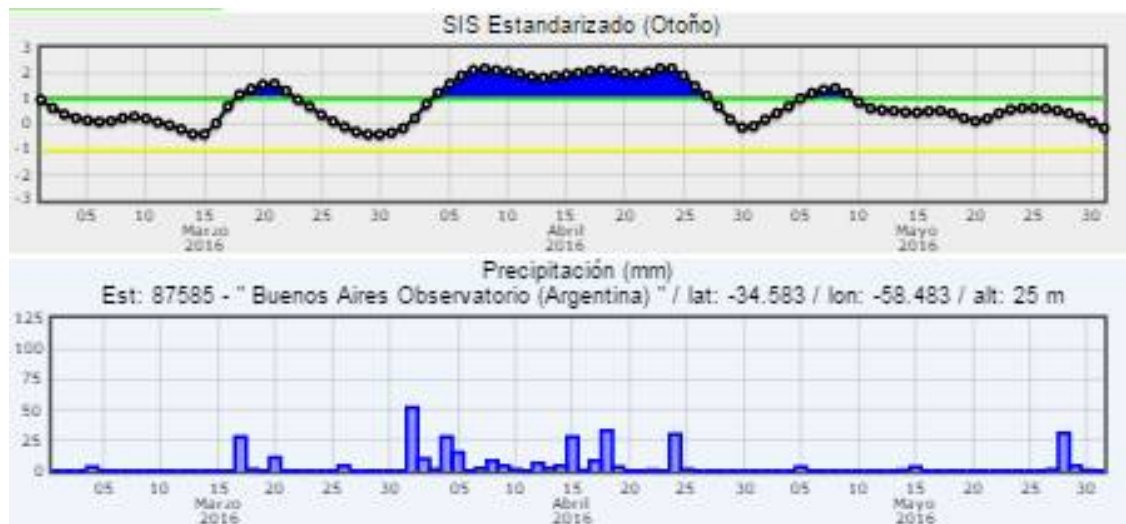 SIS Estandarizado (Otoño)
3
2
1
0
-1
-2
-3
05 10 15 20 25 30 05 10 15 20 25 30 05 10 15 20 25 30
Marzo Abril Mayo
2016 2016 2016
Precipitación (mm)
Est: 87585 - " Buenos Aires Observatorio (Argentina) " / lat: -34.583 / lon: -58.483 / alt: 25 m
125
100
75
50
25
0
05 10 15 20 25 30 05 10 15 20 25 30 05 10 15 20 25 30
Marzo Abril Mayo
2016 2016 2016